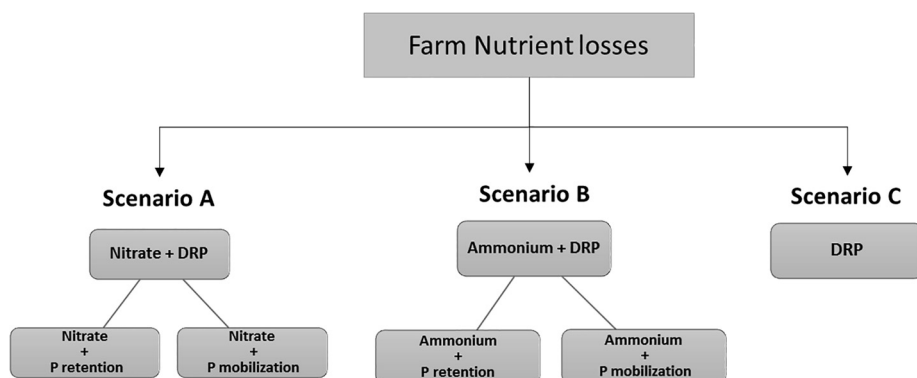 Farm Nutrient losses
Scenario A
Scenario B
Scenario C
Nitrate + DRP
Ammonium + DRP
DRP
Nitrate
+
P retention
Nitrate
+
P mobilization
Ammonium
+
P retention
Ammonium
+
P mobilization